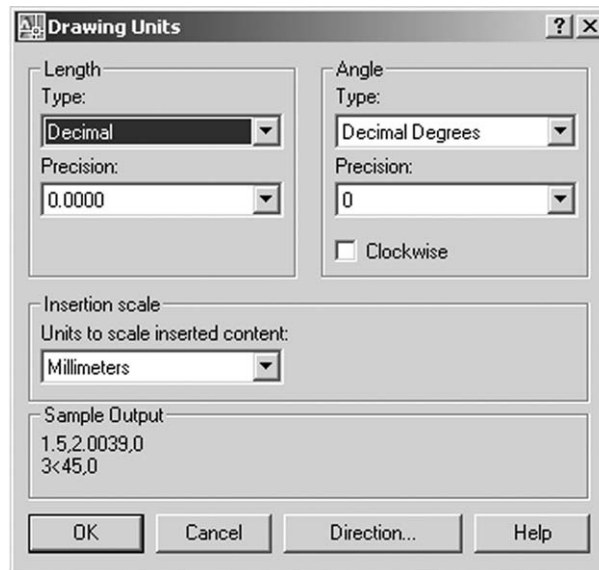 Drawing Units
Length
Type:
Decimal
Precision:
0.0000
Angle
Type:
Decimal Degrees
Precision:
0
Clockwise
Insertion scale
Units to scale inserted content:
Millimeters
Sample Output
1.5,2.0039,0
3<45,0
OK Cancel Direction... Help